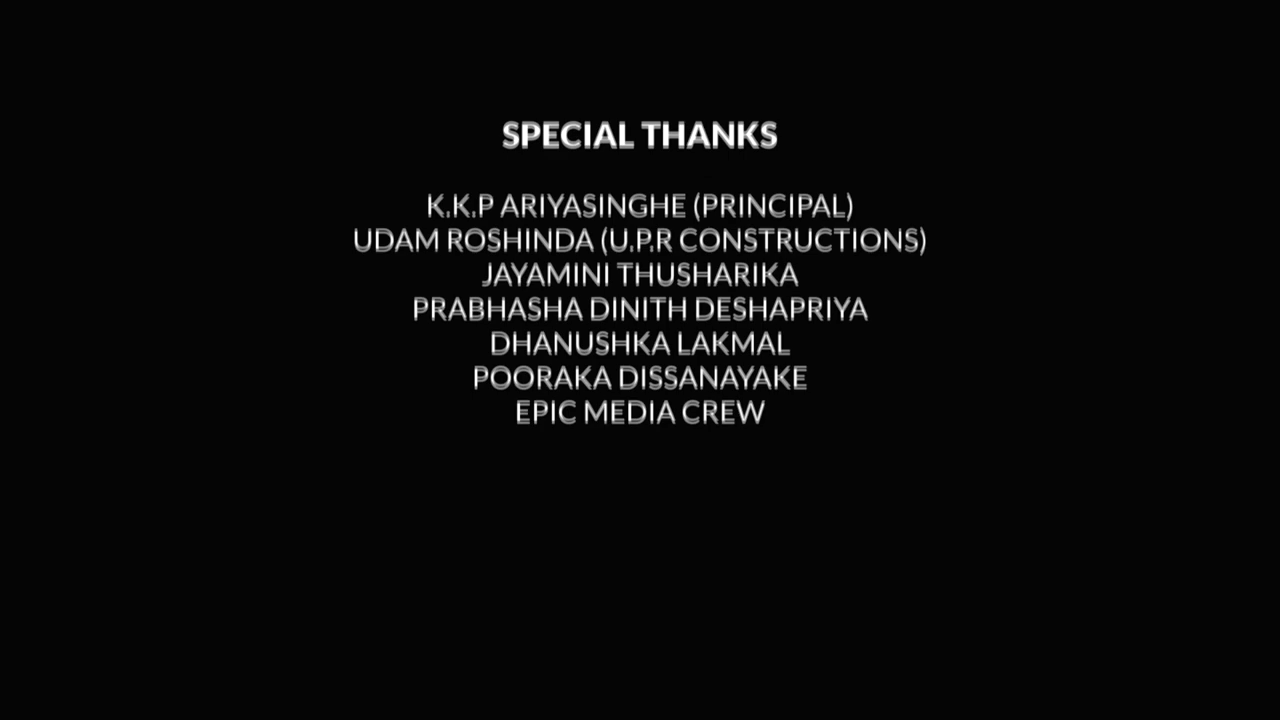 SPECIAL THANKS
K.K.P ARIYASINGHE (PRINCIPAL)
UDAM ROSHINDA (U.P.R CONSTRUCTIONS)
JAYAMINI THUSHARIKA
PRABHASHA DINITH DESHAPRIYA
DHANUSHKA LAKMAL
POORAKA DISSANAYAKE
EPIC MEDIA CREW